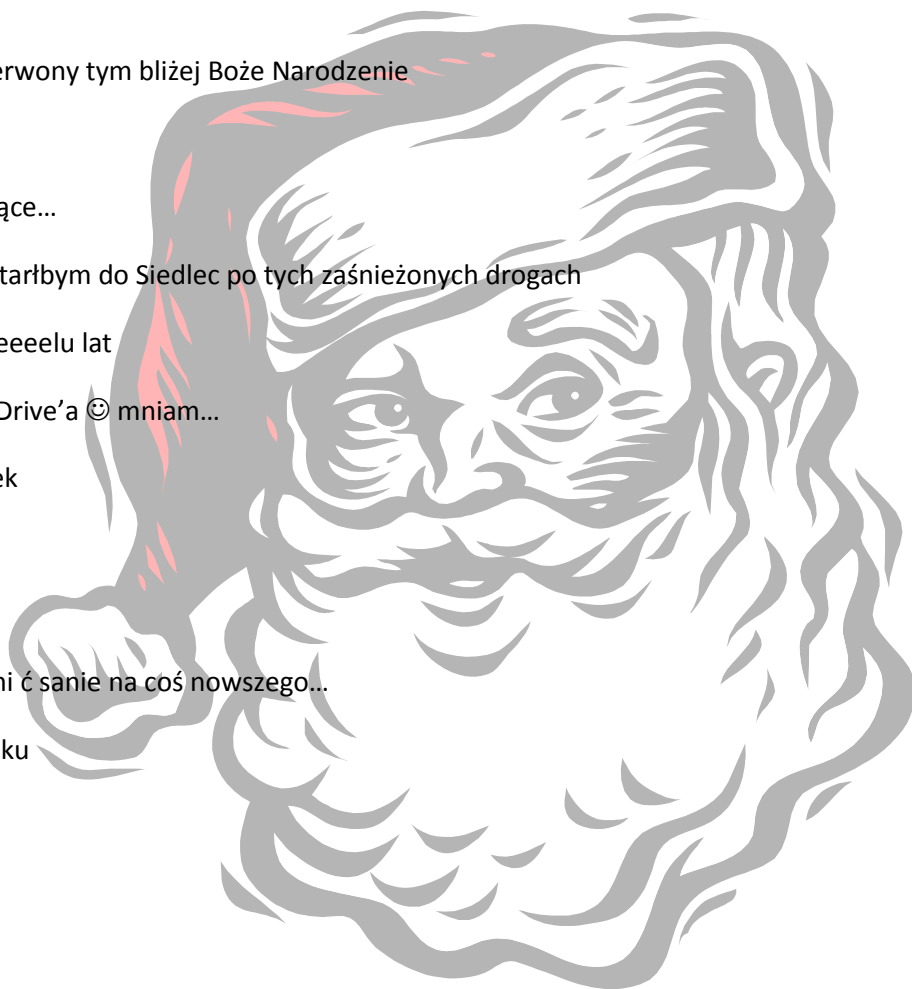 erwony tym bliżej Boże Narodzenie
ące...
tarłbym do Siedlec po tych zaśnieżonych drogach
eeeelu lat
Drive’a ☺ mniam...
ek
ni ć sanie na coś nowszego...
ku